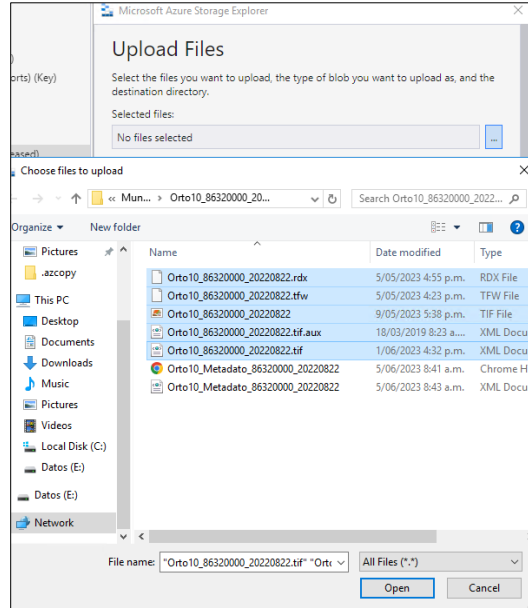 Microsoft Azure Storage Explorer
Upload Files
orts) (Key)
Select the files you want to upload, the type of blob you want to upload as, and the
destination directory.
Selected files:
No files selected
...
eased)
Choose files to upload
« Mun... > Orto10_86320000_20...
Search Orto10_86320000_2022...
Organize
New folder
Pictures
.azcopy
This PC
Desktop
Documents
Downloads
Music
Pictures
Videos
Local Disk (C:)
Datos (E:)
Datos (E:)
Network
Name Date modified Type
Orto10_86320000_20220822.rdx 5/05/2023 4:55 p.m. RDX File
Orto10_86320000_20220822.tfw 5/05/2023 4:23 p.m. TFW File
Orto10_86320000_20220822 9/05/2023 5:38 p.m. TIF File
Orto10_86320000_20220822.tif.aux 18/03/2019 8:23 a.... XML Docu
Orto10_86320000_20220822.tif 1/06/2023 4:32 p.m. XML Docu
Orto10_Metadato_86320000_20220822 5/06/2023 8:41 a.m. Chrome H
Orto10_Metadato_86320000_20220822 5/06/2023 8:43 a.m. XML Docu
File name: "Orto10_86320000_20220822.tif" "Orto All Files (*.*)
Open Cancel